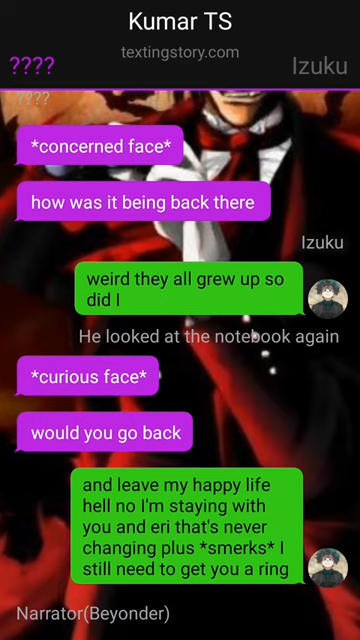 Kumar TS
textingstory.com
????
Izuku
????
*concerned face*
how was it being back there
Izuku
weird they all grew up so
did I
He looked at the notebook again
*curious face*
would you go back
and leave my happy life
hell no I'm staying with
you and eri that's never
changing plus *smerks* I
still need to get you a ring
Narrator(Beyonder)